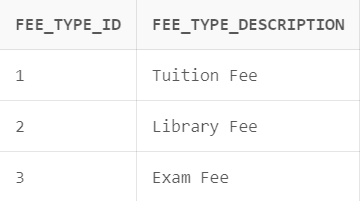 FEE_TYPE_ID FEE_TYPE_DESCRIPTION
1 Tuition Fee
2 Library Fee
3 Exam Fee